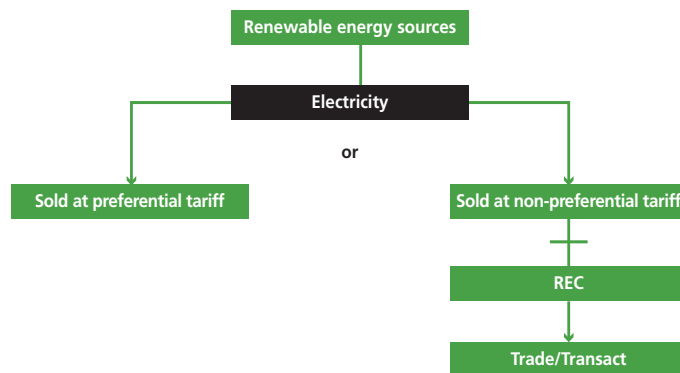 Renewable energy sources
Electricity
or
Sold at preferential tariff
Sold at non-preferential tariff
REC
Trade/Transact